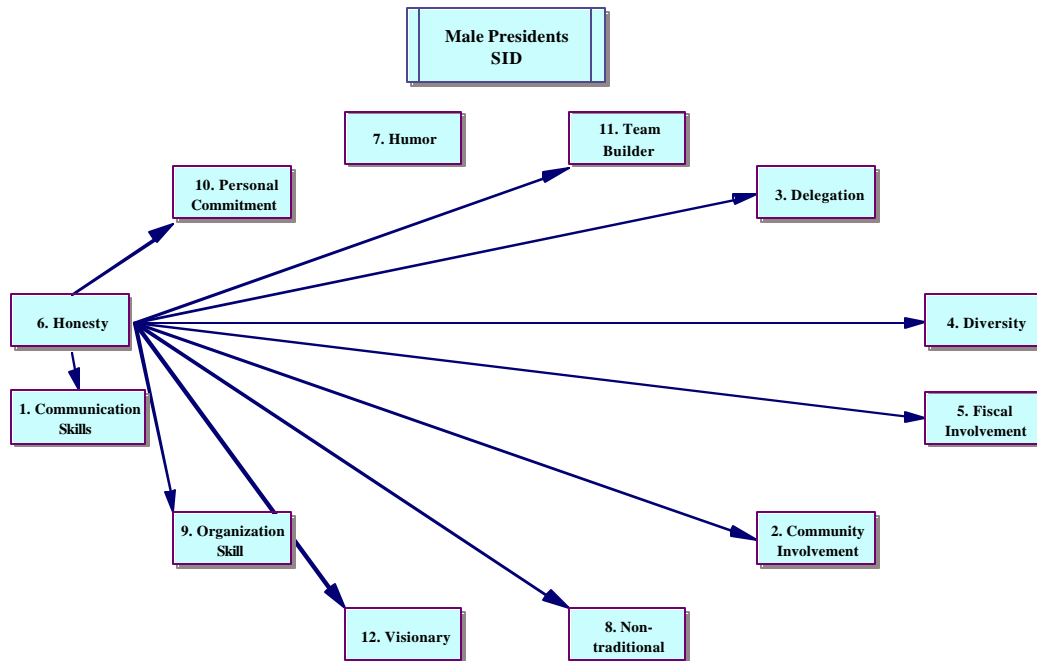 Male Presidents
SID
7. Humor
11. Team
Builder
10. Personal
Commitment
3. Delegation
6. Honesty
4. Diversity
1. Communication
Skills
5. Fiscal
Involvement
9. Organization
Skill
2. Community
Involvement
12. Visionary
8. Non-
traditional